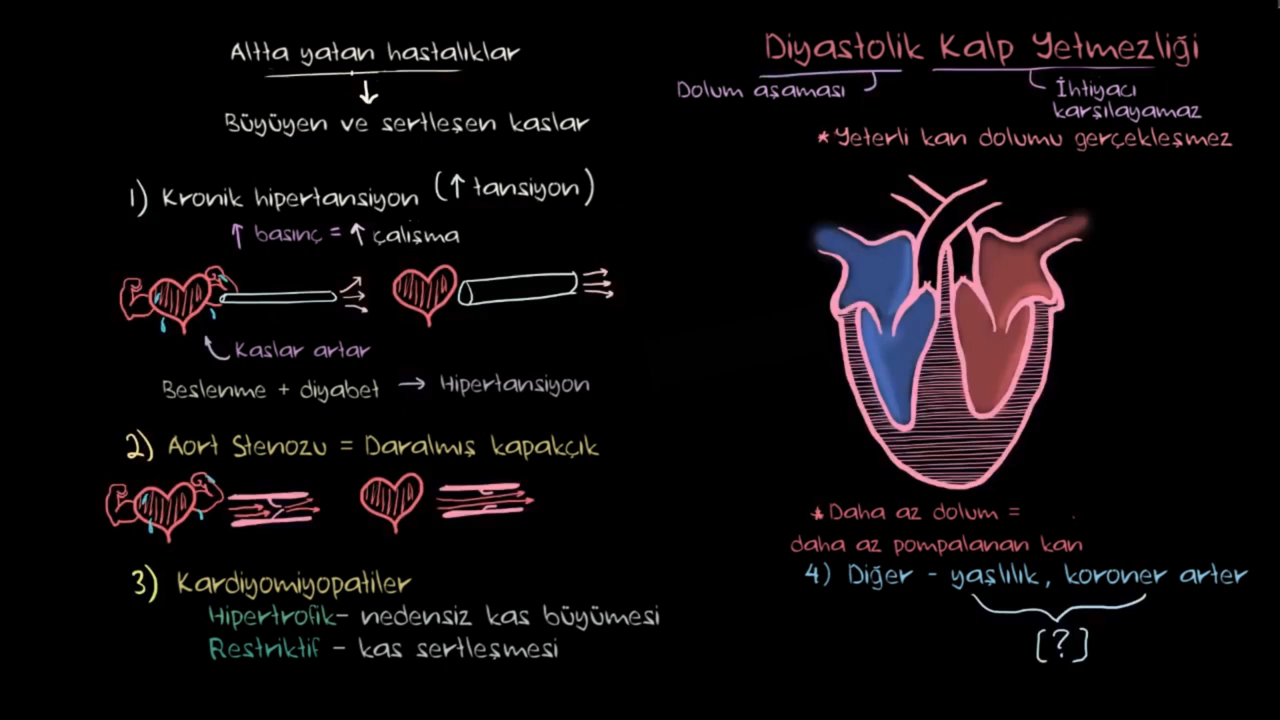 Altta yatan hastalıklar
Büyüyen ve sertleşen kaslar
1) Kronik hipertansiyon (↑ tansiyon)
↑ basınç = ↑ çalışma
Kaslar artar
Beslenme + diyabet → Hipertansiyon
2) Aort Stenozu = Daralmış kapakçık
3) Kardiyomiyopatiler
Hipertrofik- nedensiz kas büyümesi
Restriktif - kas sertleşmesi
Diyastolik Kalp Yetmezliği
Dolum aşaması
İhtiyacı
karşılayamaz
*Yeterli kan dolumu gerçekleşmez
*Daha az dolum =
daha az pompalanan kan
4) Diğer - yaşlılık, koroner arter
[?]